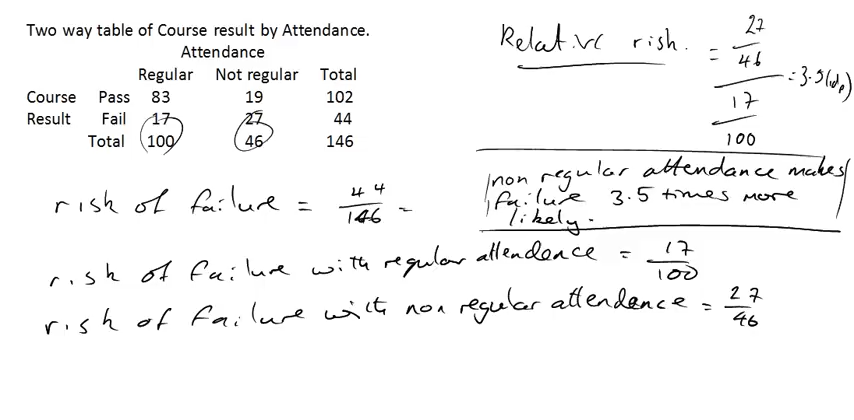 Two way table of Course result by Attendance.
Attendance
Regular Not regular Total
Course Pass 83 19 102
Result Fail 17 27 44
Total 100 46 146
Relative risk. = 27/46 / 17/100 = 3.5 (1dp)
non regular attendance makes
failure 3.5 times more
likely.
risk of failure = 44/146 =
risk of failure with regular attendence = 17/100
risk of failure with non regular attendence = 27/46